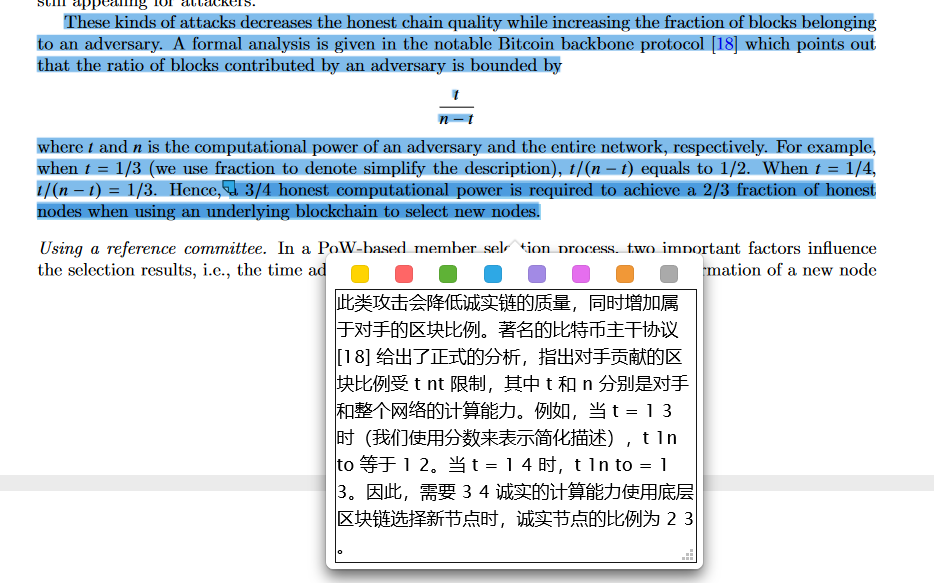 still appealing for attackers.
These kinds of attacks decreases the honest chain quality while increasing the fraction of blocks belonging
to an adversary. A formal analysis is given in the notable Bitcoin backbone protocol [18] which points out
that the ratio of blocks contributed by an adversary is bounded by
t
n − t
where t and n is the computational power of an adversary and the entire network, respectively. For example,
when t = 1/3 (we use fraction to denote simplify the description), t/(n − t) equals to 1/2. When t = 1/4,
t/(n − t) = 1/3. Hence, a 3/4 honest computational power is required to achieve a 2/3 fraction of honest
nodes when using an underlying blockchain to select new nodes.
Using a reference committee. In a PoW-based member selection process, two important factors influence
the selection results, i.e., the time ad
rmation of a new node
此类攻击会降低诚实链的质量，同时增加属
于对手的区块比例。著名的比特币主干协议
[18] 给出了正式的分析，指出对手贡献的区
块比例受 t nt 限制，其中 t 和 n 分别是对手
和整个网络的计算能力。例如，当 t = 1 3
时（我们使用分数来表示简化描述），t ln
to 等于 1 2。当 t = 1 4 时，t ln to = 1
3。因此，需要 3 4 诚实的计算能力使用底层
区块链选择新节点时，诚实节点的比例为 2 3
。